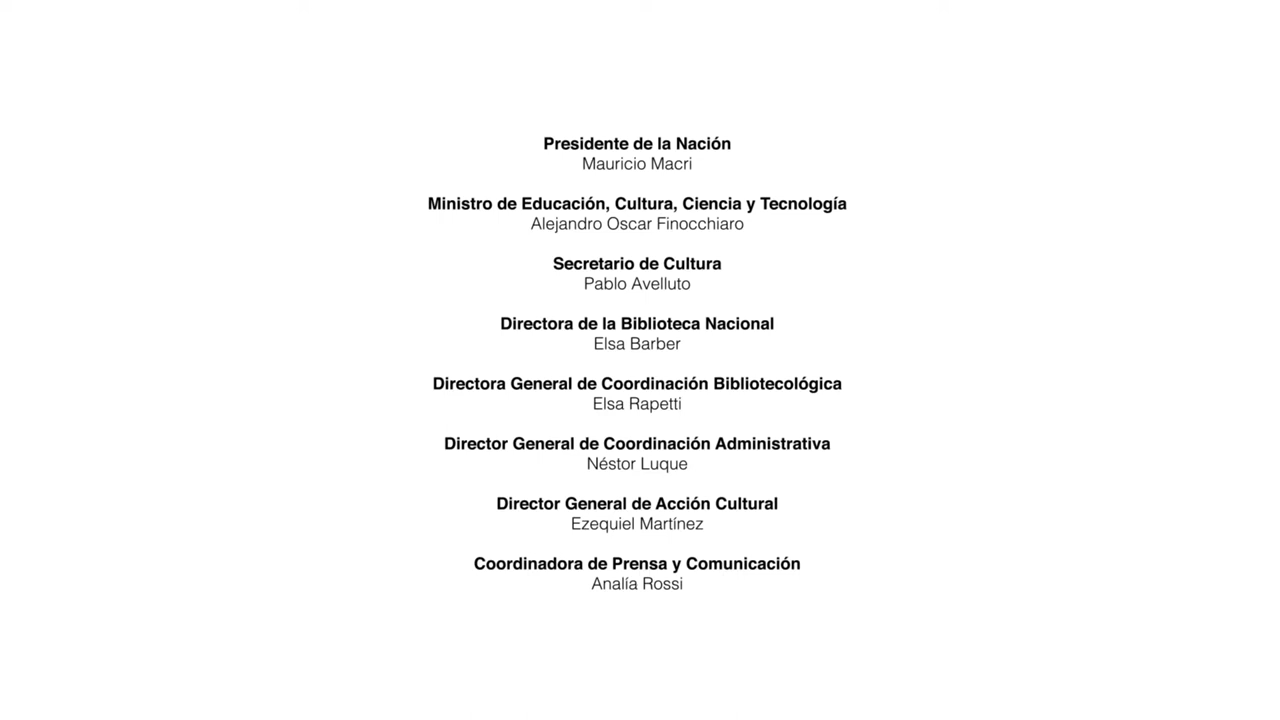 Presidente de la Nación
Mauricio Macri
Ministro de Educación, Cultura, Ciencia y Tecnología
Alejandro Oscar Finocchiaro
Secretario de Cultura
Pablo Avelluto
Directora de la Biblioteca Nacional
Elsa Barber
Directora General de Coordinación Bibliotecológica
Elsa Rapetti
Director General de Coordinación Administrativa
Néstor Luque
Director General de Acción Cultural
Ezequiel Martínez
Coordinadora de Prensa y Comunicación
Analía Rossi